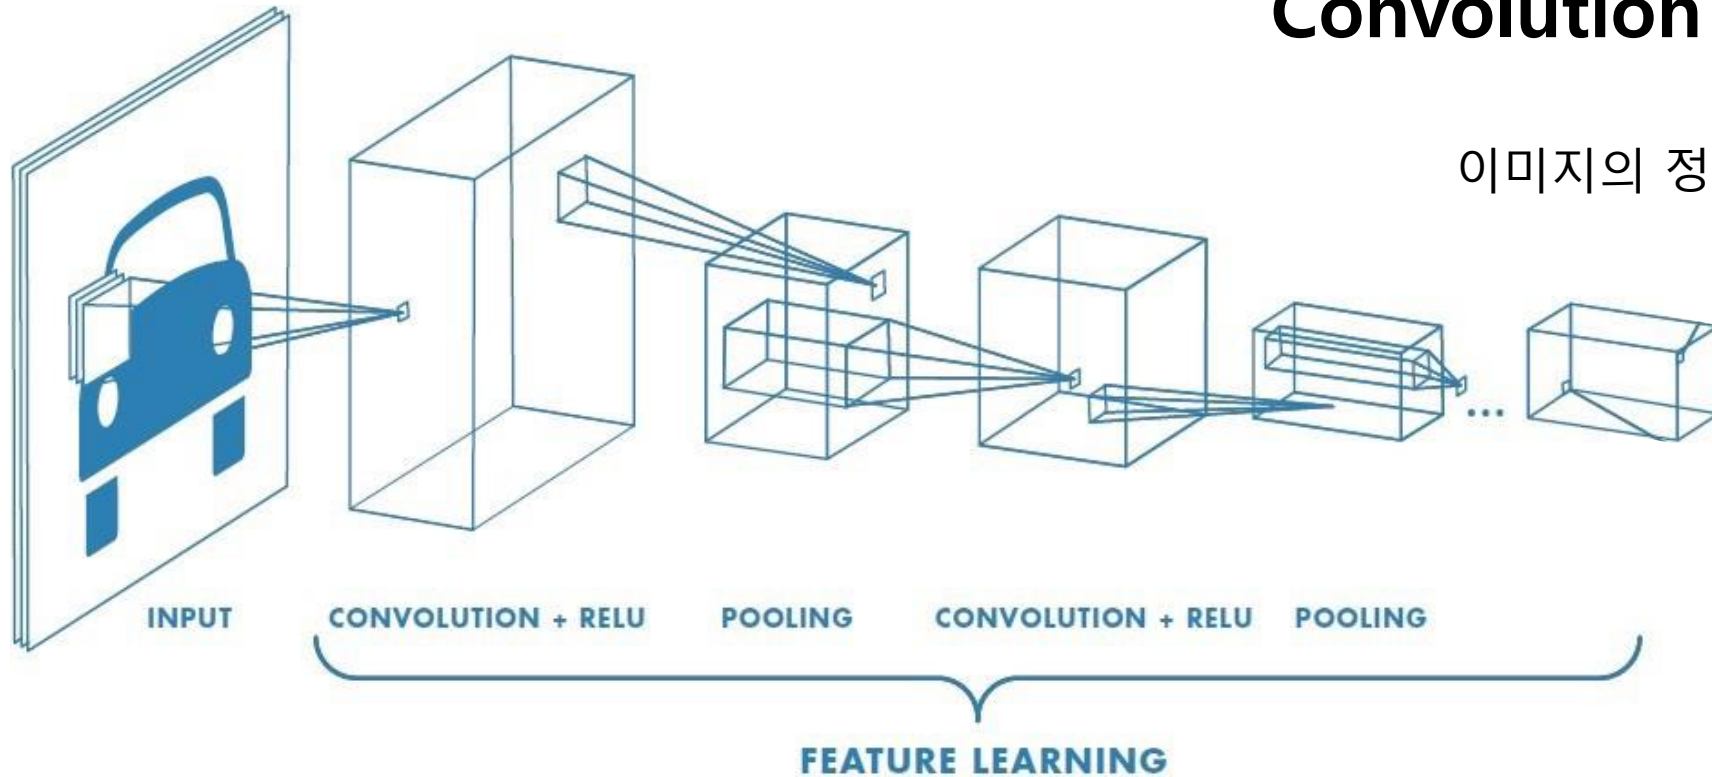 Convolution
이미지의 정
INPUT
CONVOLUTION + RELU
POOLING
CONVOLUTION + RELU
POOLING
...
FEATURE LEARNING